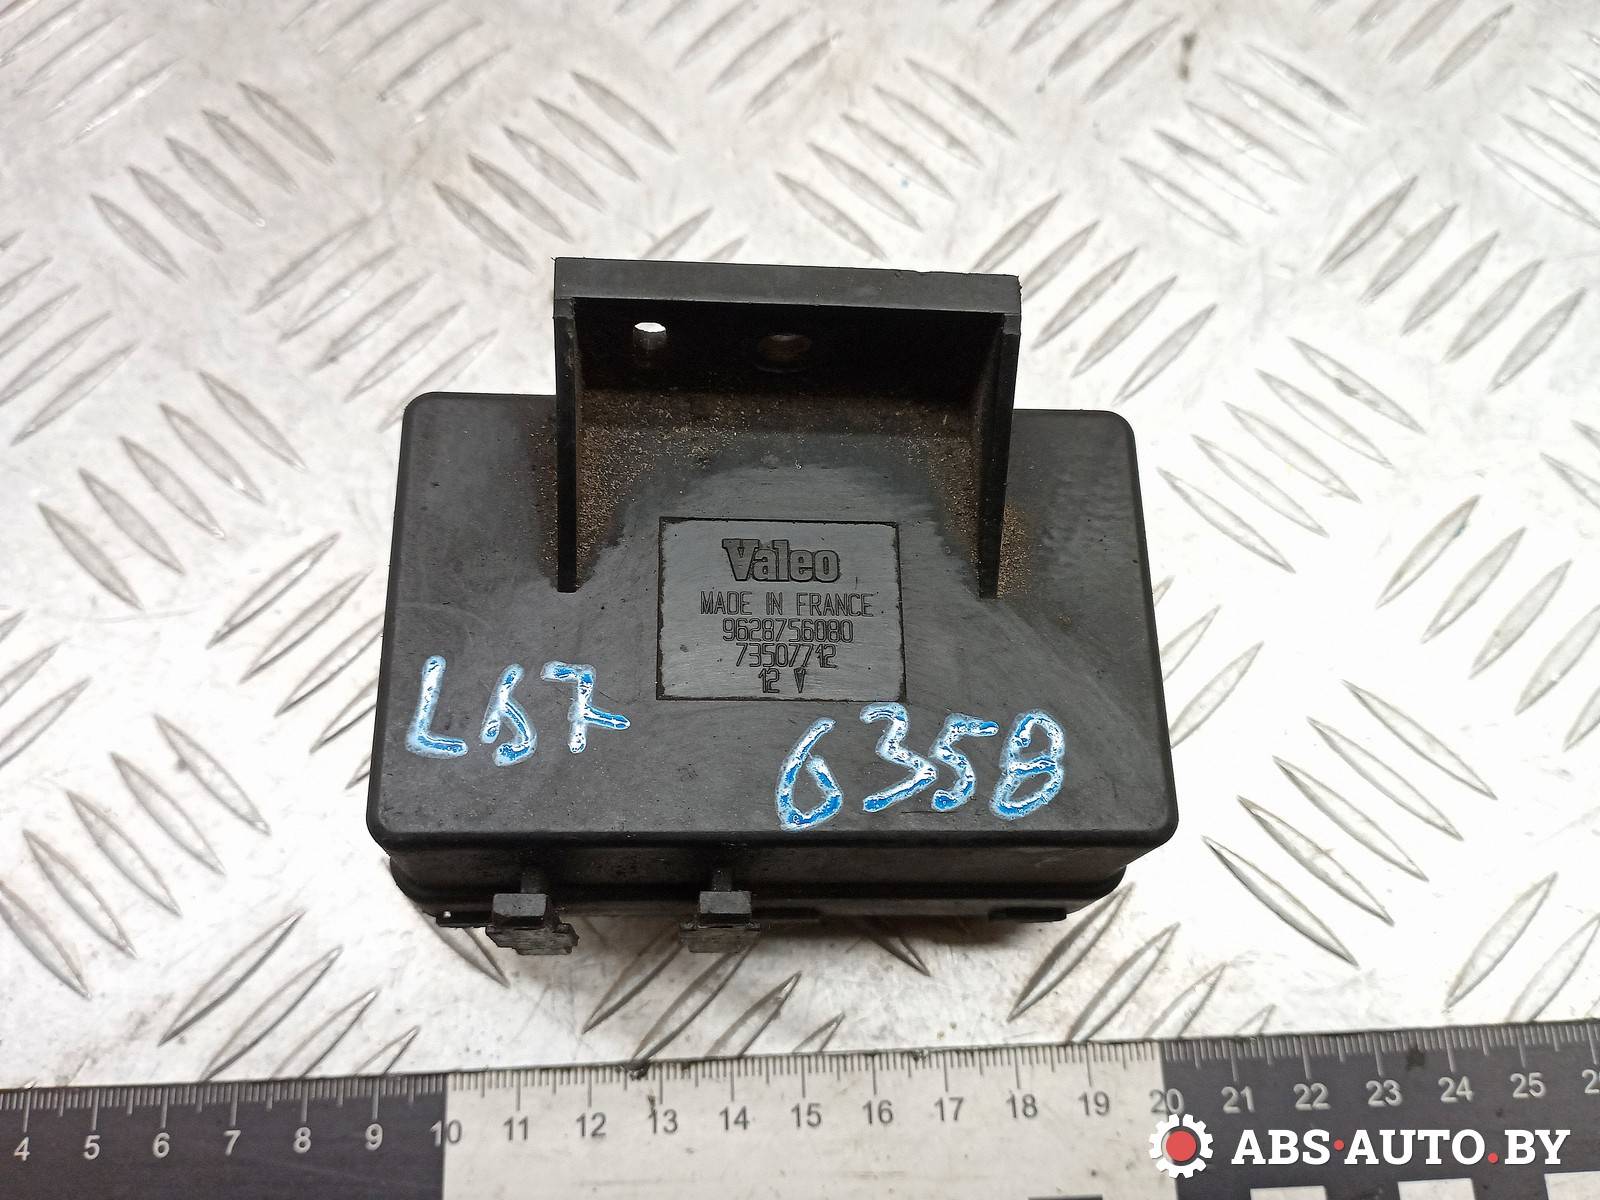 Valeo
MADE IN FRANCE
9628756080
73507712
12 V
L67
6358
4 5 6 7 8 9 10 11 12 13 14 15 16 17 18 19 20 21 22 23 24 25 26
ABS·AUTO.BY